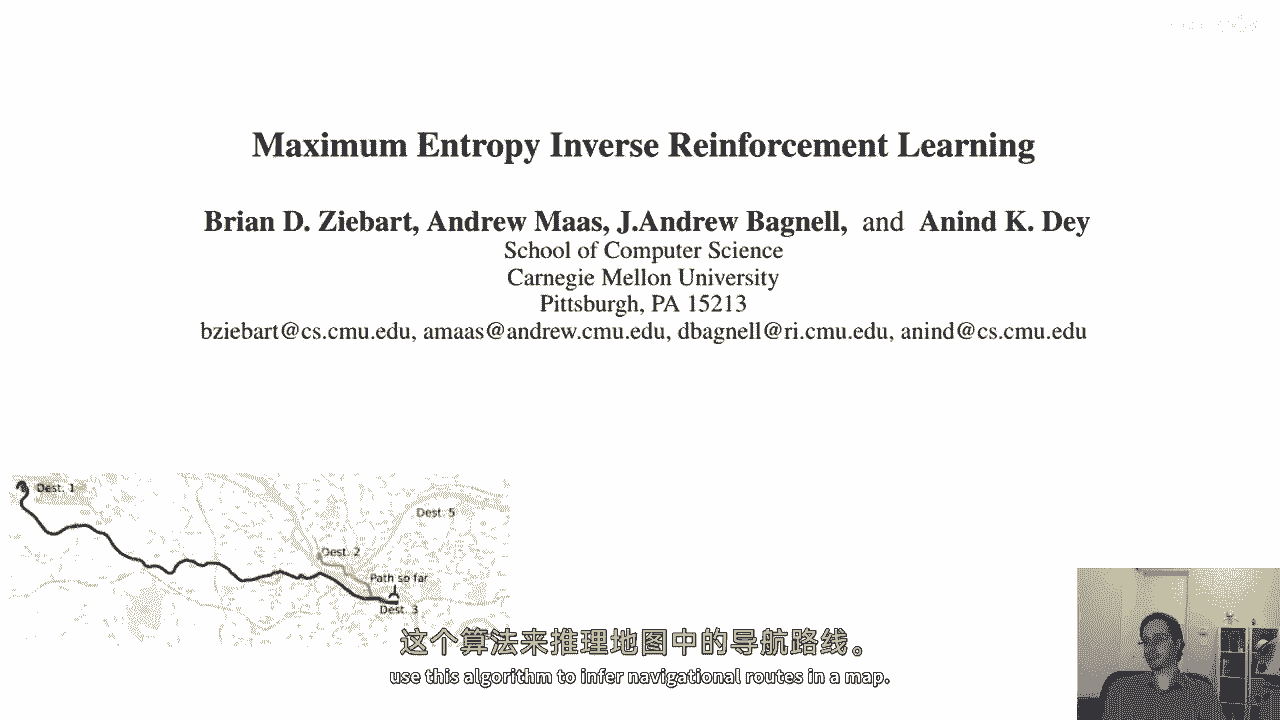 Maximum Entropy Inverse Reinforcement Learning
Brian D. Ziebart, Andrew Maas, J.Andrew Bagnell, and Anind K. Dey
School of Computer Science
Carnegie Mellon University
Pittsburgh, PA 15213
bziebart@cs.cmu.edu, amaas@andrew.cmu.edu, dbagnell@ri.cmu.edu, anind@cs.cmu.edu
Dest. 1
Dest. 5
Dest. 2
Path so far
Dest. 3
这个算法来推理地图中的导航路线。
use this algorithm to infer navigational routes in a map.